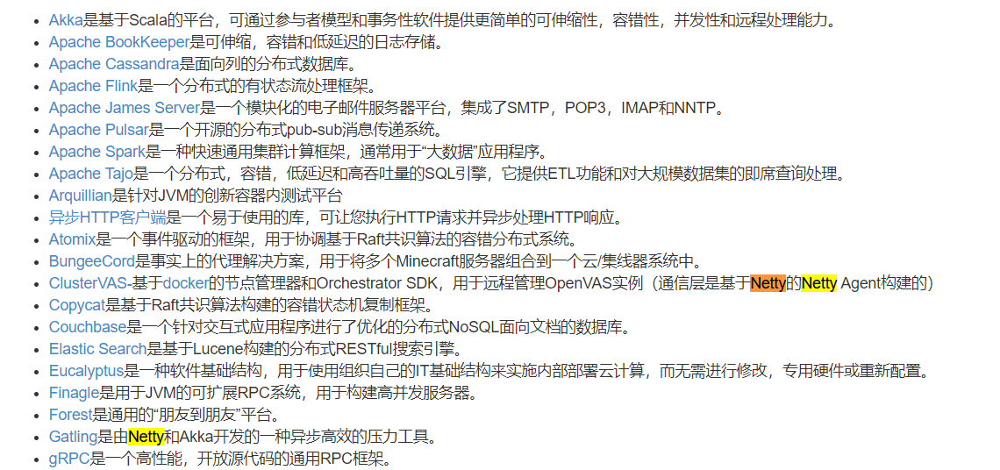 Akka是基于Scala的平台，可通过参与者模型和事务性软件提供更简单的可伸缩性，容错性，并发性和远程处理能力。
Apache BookKeeper是可伸缩，容错和低延迟的日志存储。
Apache Cassandra是面向列的分布式数据库。
Apache Flink是一个分布式的有状态流处理框架。
Apache James Server是一个模块化的电子邮件服务器平台，集成了SMTP，POP3，IMAP和NNTP。
Apache Pulsar是一个开源的分布式pub-sub消息传递系统。
Apache Spark是一种快速通用集群计算框架，通常用于“大数据”应用程序。
Apache Tajo是一个分布式，容错，低延迟和高吞吐量的SQL引擎，它提供ETL功能和对大规模数据集的即席查询处理。
Arquillian是针对JVM的创新容器内测试平台
异步HTTP客户端是一个易于使用的库，可让您执行HTTP请求并异步处理HTTP响应。
Atomix是一个事件驱动的框架，用于协调基于Raft共识算法的容错分布式系统。
BungeeCord是事实上的代理解决方案，用于将多个Minecraft服务器组合到一个云/集线器系统中。
ClusterVAS-基于docker的节点管理器和Orchestrator SDK，用于远程管理OpenVAS实例（通信层是基于Netty的Netty Agent构建的）
Copycat是基于Raft共识算法构建的容错状态机复制框架。
Couchbase是一个针对交互式应用程序进行了优化的分布式NoSQL面向文档的数据库。
Elastic Search是基于Lucene构建的分布式RESTful搜索引擎。
Eucalyptus是一种软件基础结构，用于使用组织自己的IT基础结构来实施内部部署云计算，而无需进行修改，专用硬件或重新配置。
Finagle是用于JVM的可扩展RPC系统，用于构建高并发服务器。
Forest是通用的“朋友到朋友”平台。
Gatling是由Netty和Akka开发的一种异步高效的压力工具。
gRPC是一个高性能，开放源代码的通用RPC框架。